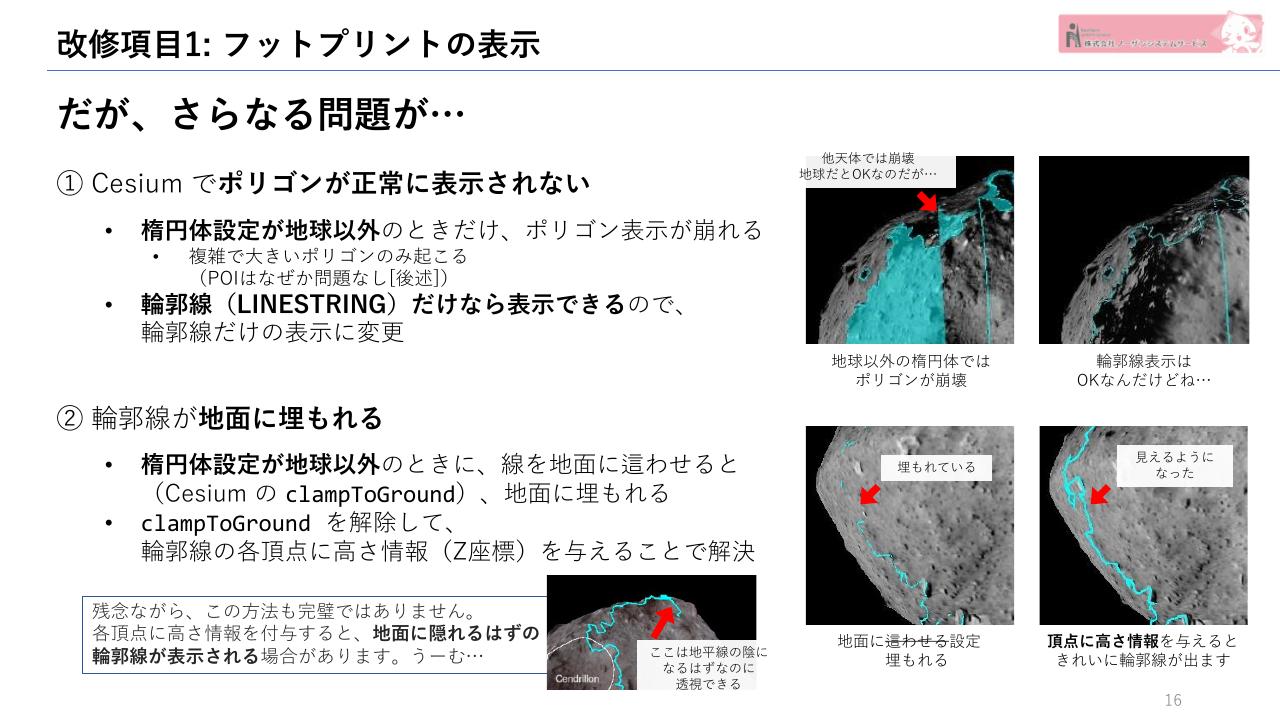 改修項目1: フットプリントの表示
株式会社 ノーザンシステムサービス
だが、さらなる問題が…
① Cesium でポリゴンが正常に表示されない
• 楕円体設定が地球以外のときだけ、ポリゴン表示が崩れる
• 複雑で大きいポリゴンのみ起こる
（POIはなぜか問題なし[後述]）
• 輪郭線（LINESTRING）だけなら表示できるので、
輪郭線だけの表示に変更
他天体では崩壊
地球だとOKなのだが…
地球以外の楕円体では
ポリゴンが崩壊
輪郭線表示は
OKなんだけどね…
② 輪郭線が地面に埋もれる
• 楕円体設定が地球以外のときに、線を地面に這わせると
（Cesium の clampToGround）、地面に埋もれる
• clampToGround を解除して、
輪郭線の各頂点に高さ情報（Z座標）を与えることで解決
残念ながら、この方法も完璧ではありません。
各頂点に高さ情報を付与すると、地面に隠れるはずの
輪郭線が表示される場合があります。うーむ…
Cendrillon
ここは地平線の陰に
なるはずなのに
透視できる
埋もれている
地面に這わせる設定
埋もれる
見えるように
なった
頂点に高さ情報を与えると
きれいに輪郭線が出ます
16